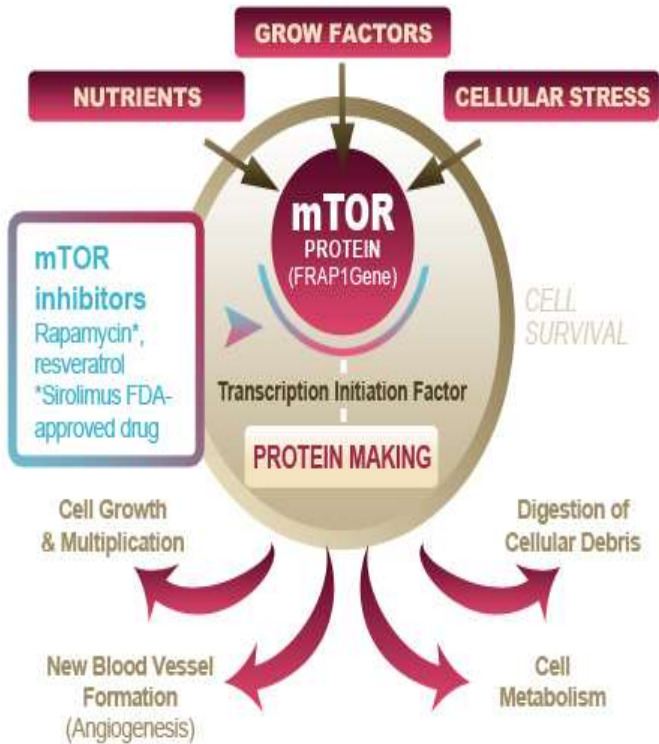 GROW FACTORS
NUTRIENTS
CELLULAR STRESS
mTOR
PROTEIN
(FRAP1Gene)
mTOR
inhibitors
Rapamycin*,
resveratrol
*Sirolimus FDA-
approved drug
CELL
SURVIVAL
Transcription Initiation Factor
PROTEIN MAKING
Cell Growth
& Multiplication
Digestion of
Cellular Debris
New Blood Vessel
Formation
(Angiogenesis)
Cell
Metabolism